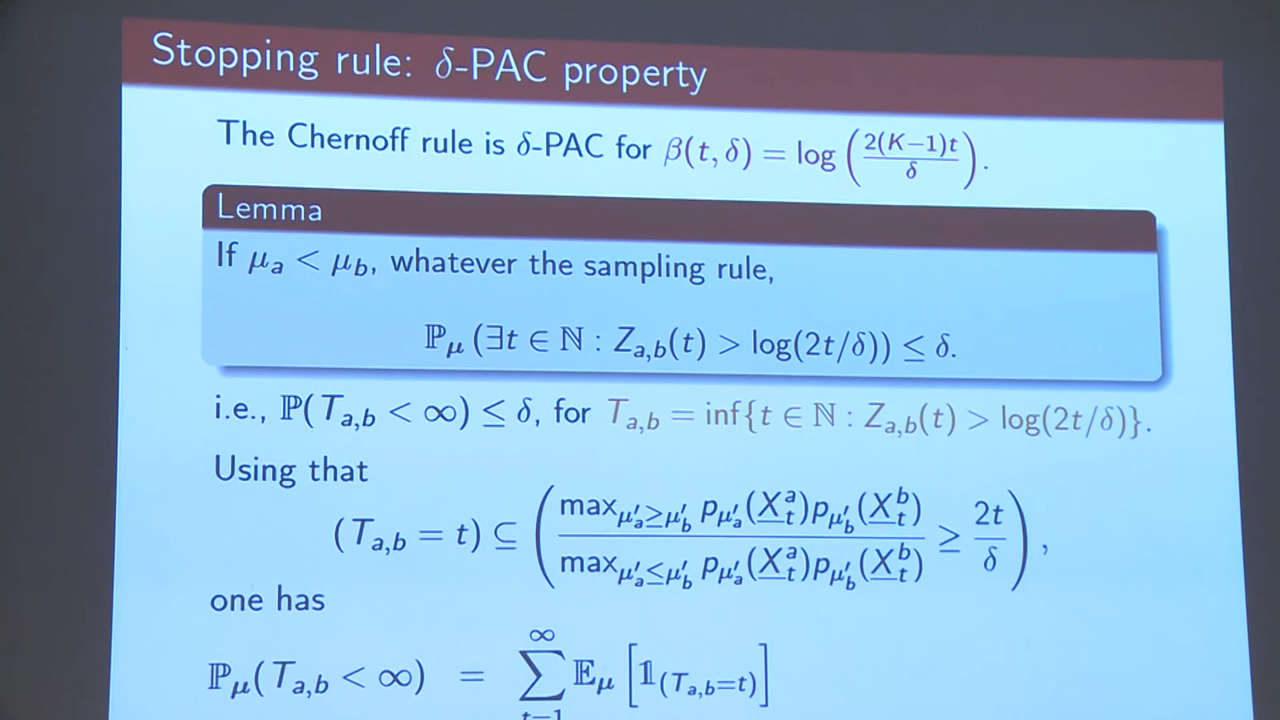 Stopping rule: δ-PAC property
The Chernoff rule is δ-PAC for β(t, δ) = log ( 2(K−1)t / δ ).
Lemma
If μ_a < μ_b, whatever the sampling rule,
ℙ_μ (∃t ∈ ℕ : Z_{a,b}(t) > log(2t/δ)) ≤ δ.
i.e., ℙ(T_{a,b} < ∞) ≤ δ, for T_{a,b} = inf{t ∈ ℕ : Z_{a,b}(t) > log(2t/δ)}.
Using that
(T_{a,b} = t) ⊆ ( max_{μ′_a≥μ′_b} p_{μ′_a}(X̲^a_t)p_{μ′_b}(X̲^b_t) / max_{μ′_a≤μ′_b} p_{μ′_a}(X̲^a_t)p_{μ′_b}(X̲^b_t) ≥ 2t / δ ),
one has
ℙ_μ(T_{a,b} < ∞) = ∑_{t=1}^∞ 𝔼_μ [𝟙_{(T_{a,b}=t)}]